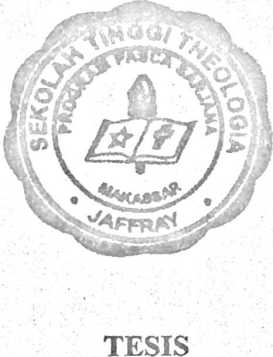 SEKOLAH TINGGI THEOLOGIA
PROGRAM PASCA SARJANA
MAKASSAR
JAFFRAY
TESIS